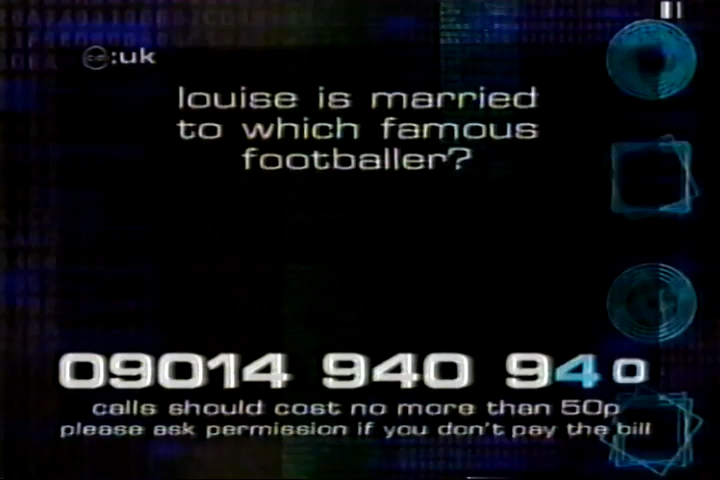 cd:uk
louise is married
to which famous
footballer?
09014 940 940
calls should cost no more than 50p
please ask permission if you don't pay the bill